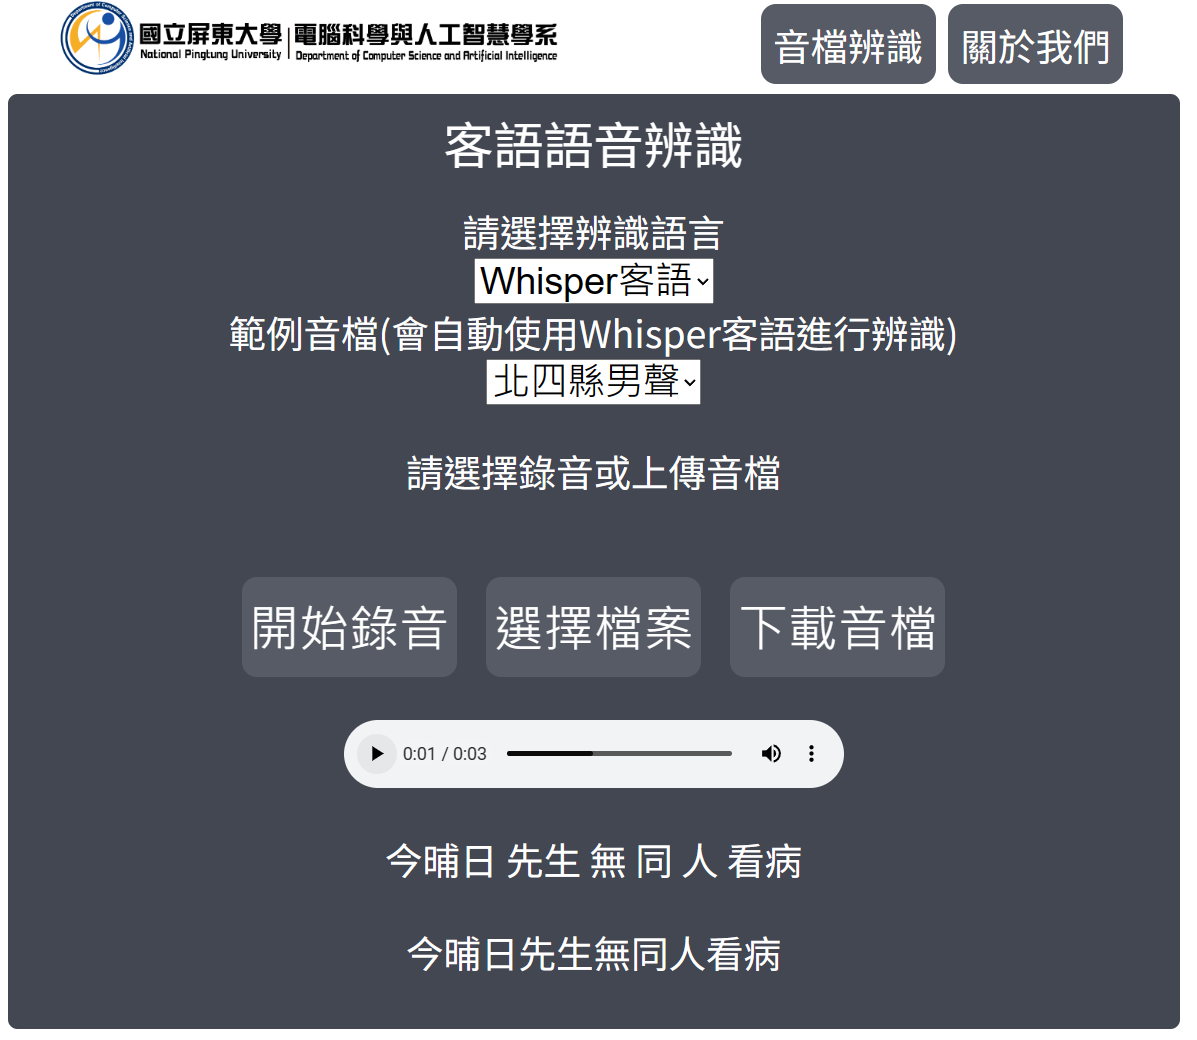 國立屏東大學 電腦科學與人工智慧學系
National Pingtung University Department of Computer Science and Artificial Intelligence
音檔辨識 關於我們
客語語音辨識
請選擇辨識語言
Whisper客語
範例音檔(會自動使用Whisper客語進行辨識)
北四縣男聲
請選擇錄音或上傳音檔
開始錄音 選擇檔案 下載音檔
0:01 / 0:03
今晡日 先生 無 同 人 看病
今晡日先生無同人看病